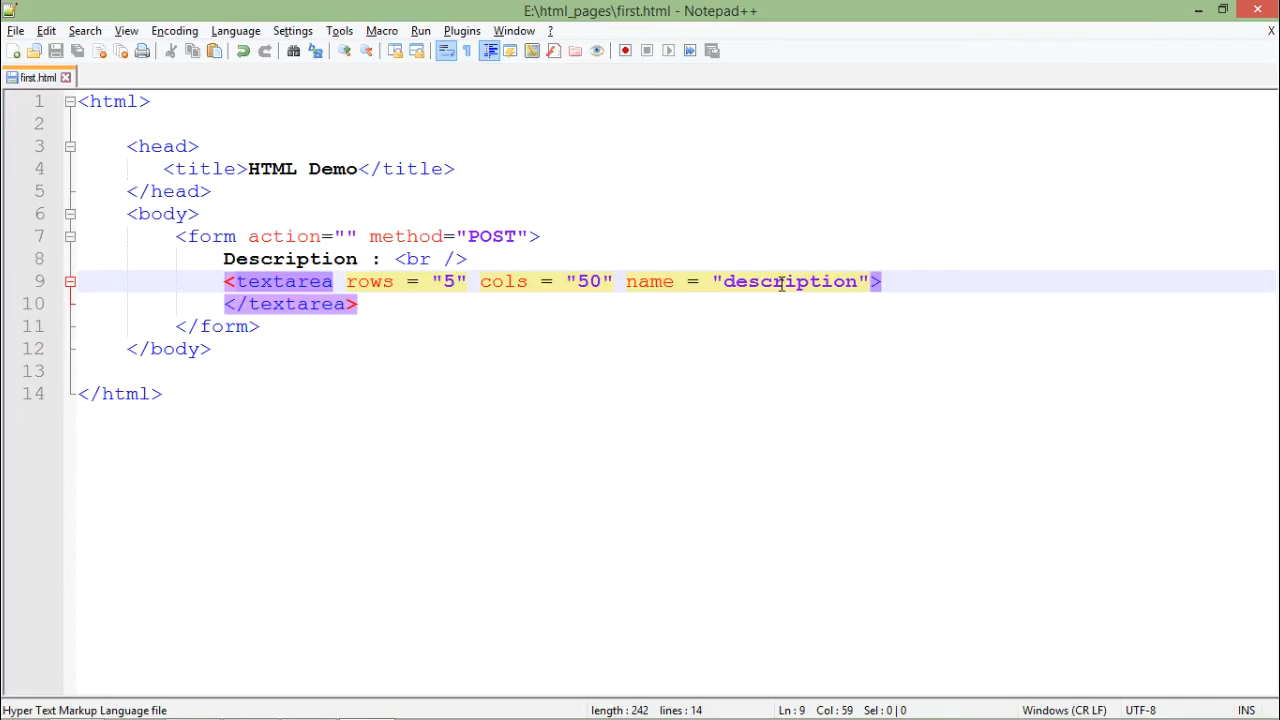 E:\html_pages\first.html - Notepad++
File Edit Search View Encoding Language Settings Tools Macro Run Plugins Window ? X
first.html
1 <html>
2
3 <head>
4 <title>HTML Demo</title>
5 </head>
6 <body>
7 <form action="" method="POST">
8 Description : <br />
9 <textarea rows = "5" cols = "50" name = "description">
10 </textarea>
11 </form>
12 </body>
13
14 </html>
Hyper Text Markup Language file length : 242 lines : 14 Ln : 9 Col : 59 Sel : 0 | 0 Windows (CR LF) UTF-8 INS